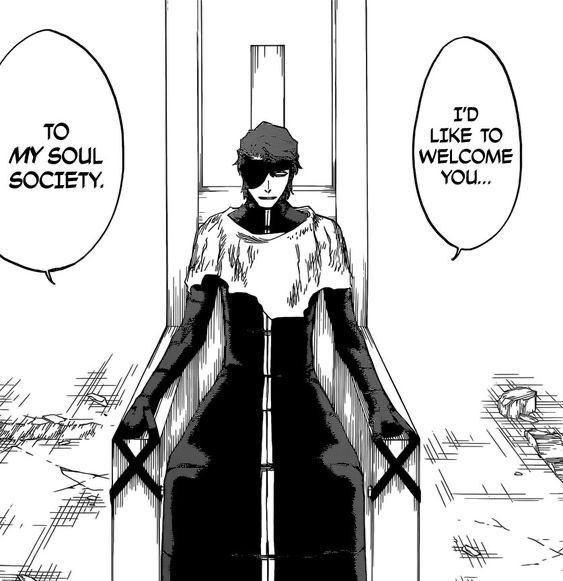 I'D
LIKE TO
WELCOME
YOU...
TO
MY SOUL
SOCIETY.